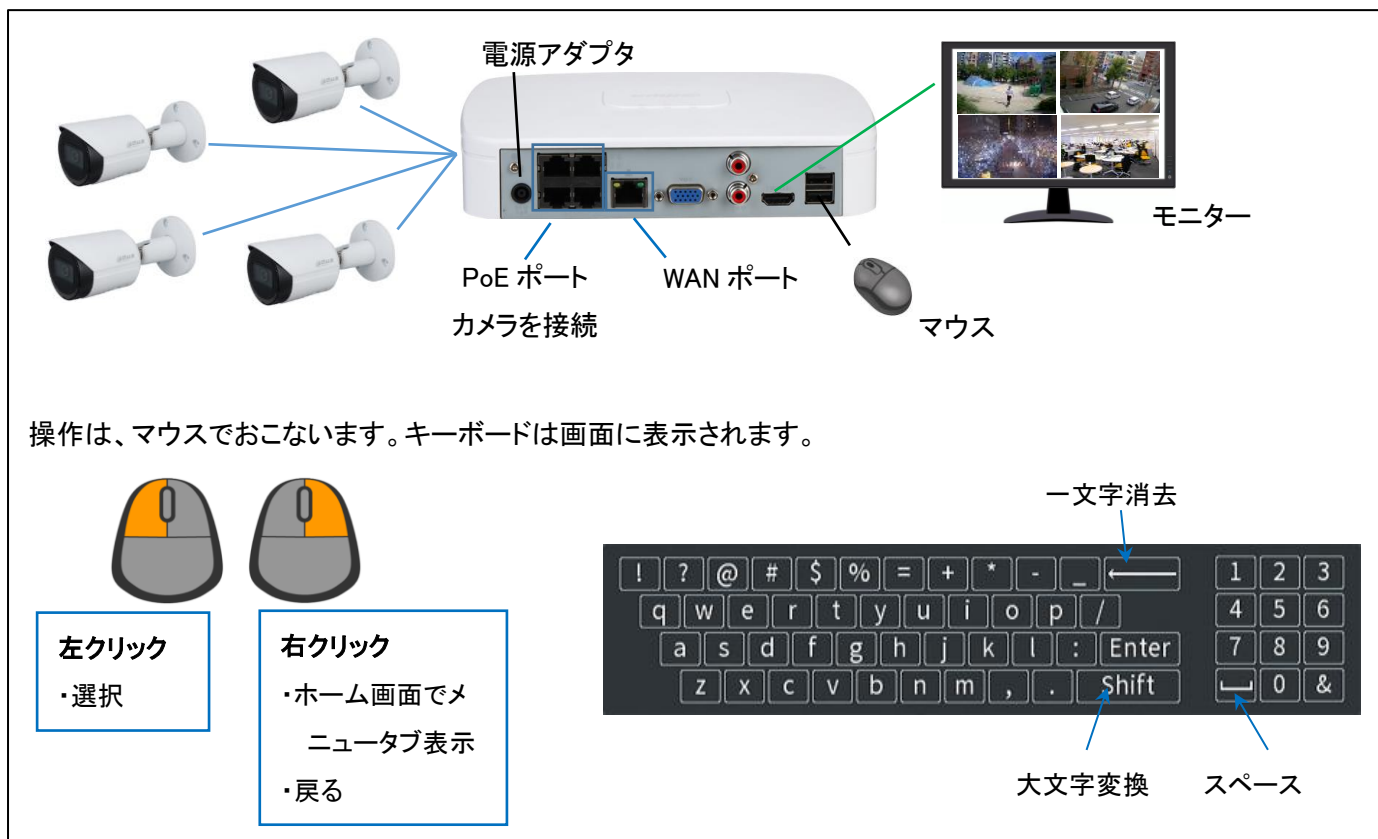 電源アダプタ
モニター
PoE ポート
WAN ポート
カメラを接続
マウス
操作は、マウスでおこないます。キーボードは画面に表示されます。
左クリック
・選択
右クリック
・ホーム画面でメ
ニュータブ表示
・戻る
一文字消去
! ? @ # $ % = + * - _ ← 1 2 3
q w e r t y u i o p / 4 5 6
a s d f g h j k l : Enter 7 8 9
z x c v b n m , . Shift 0 &
大文字変換
スペース